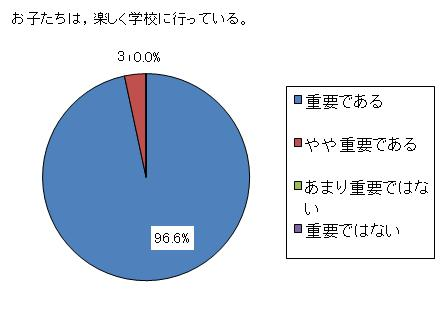 お子たちは，楽しく学校に行っている。
0.0%
96.6%
重要である
やや重要である
あまり重要ではな
い
重要ではない